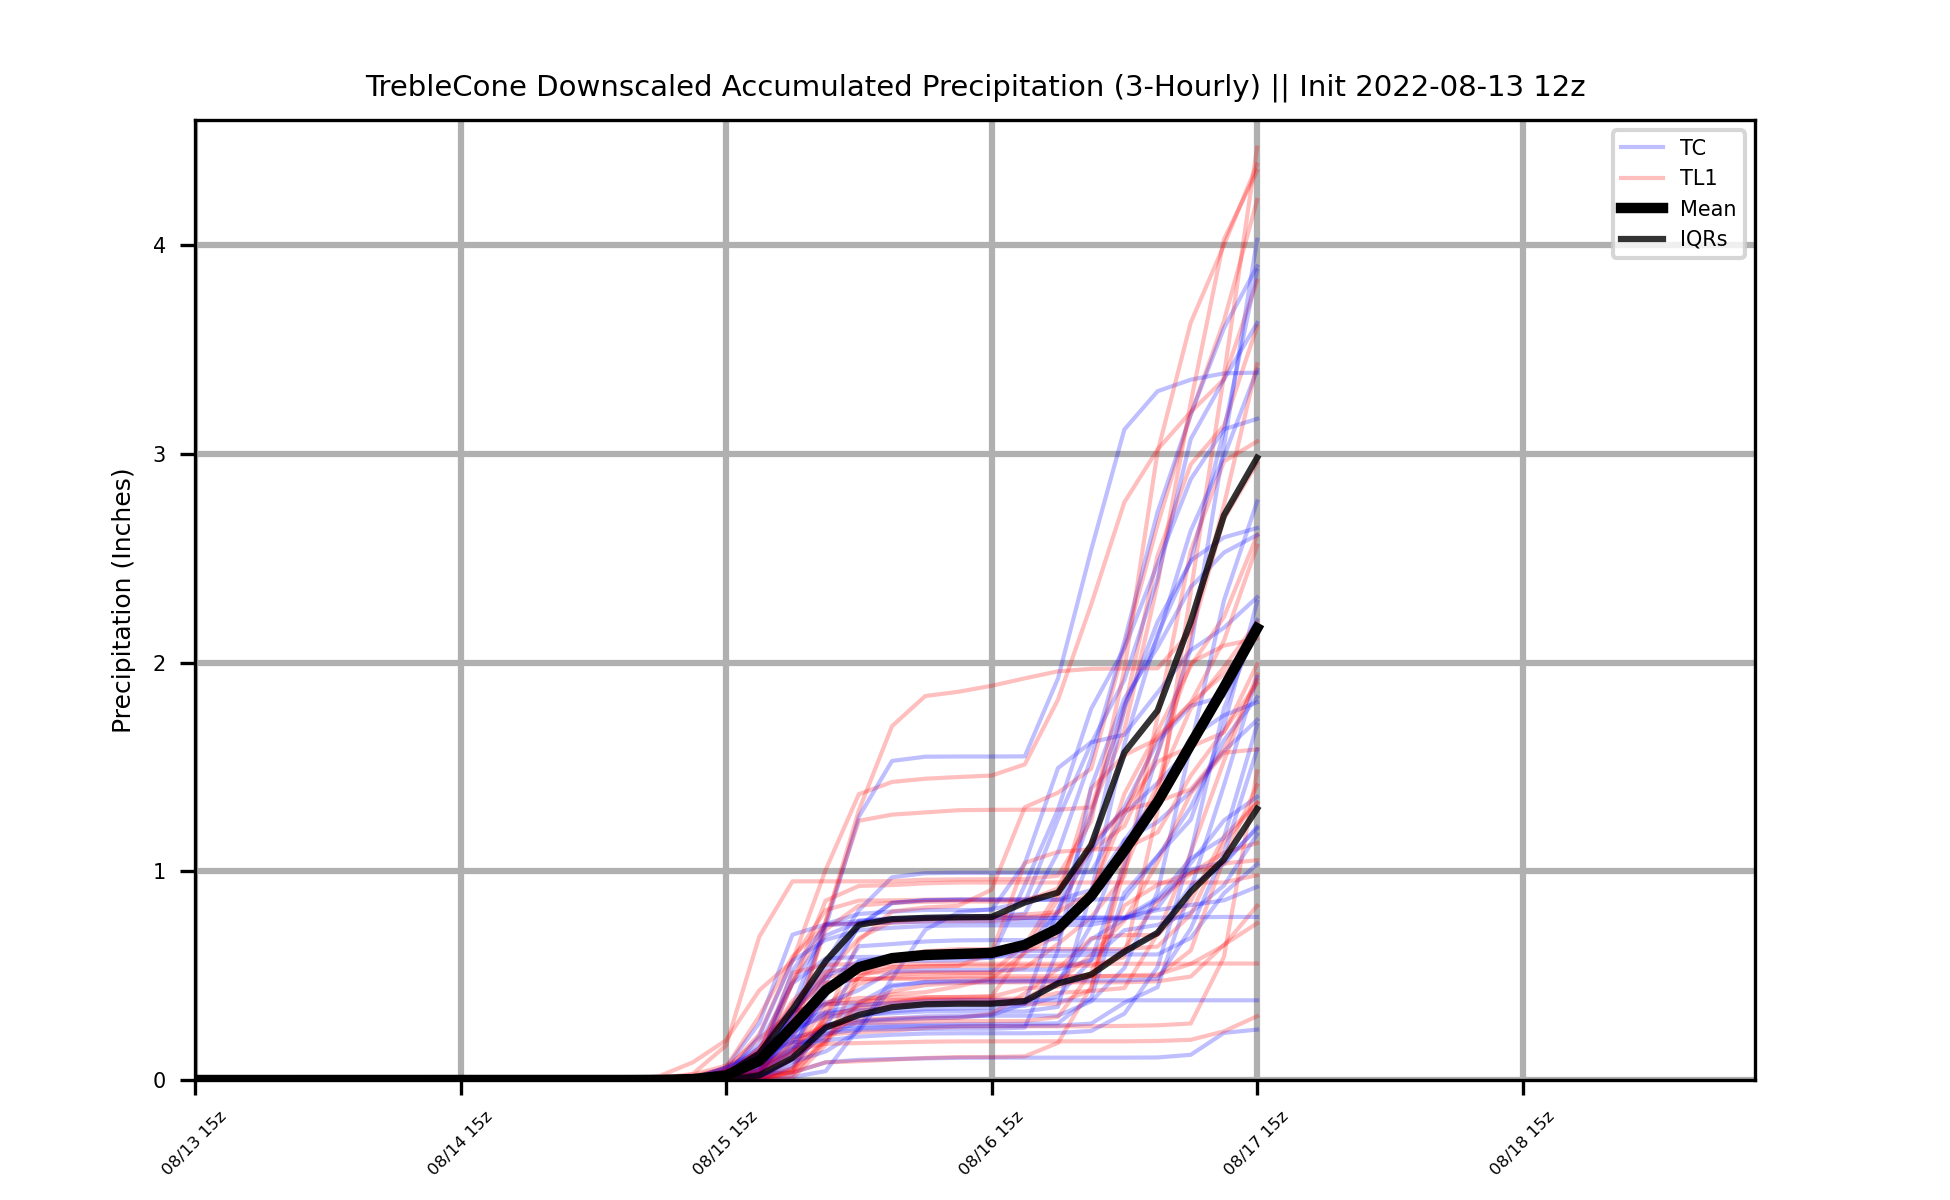 TrebleCone Downscaled Accumulated Precipitation (3-Hourly) || Init 2022-08-13 12z
TC
TL1
Mean
IQRs
Precipitation (Inches)
4
3
2
1
0
08/13 15z
08/14 15z
08/15 15z
08/16 15z
08/17 15z
08/18 15z